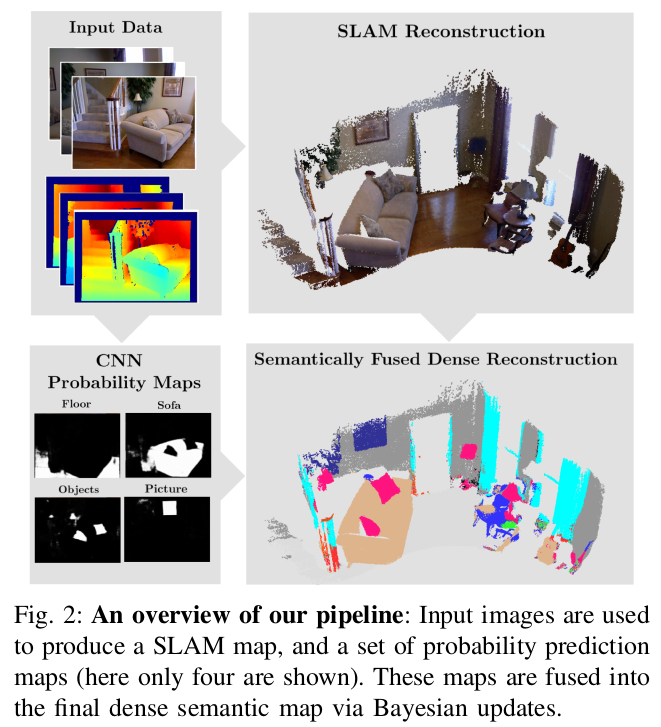 Input Data
SLAM Reconstruction
CNN
Probability Maps
Floor
Sofa
Objects
Picture
Semantically Fused Dense Reconstruction
Fig. 2: An overview of our pipeline: Input images are used
to produce a SLAM map, and a set of probability prediction
maps (here only four are shown). These maps are fused into
the final dense semantic map via Bayesian updates.